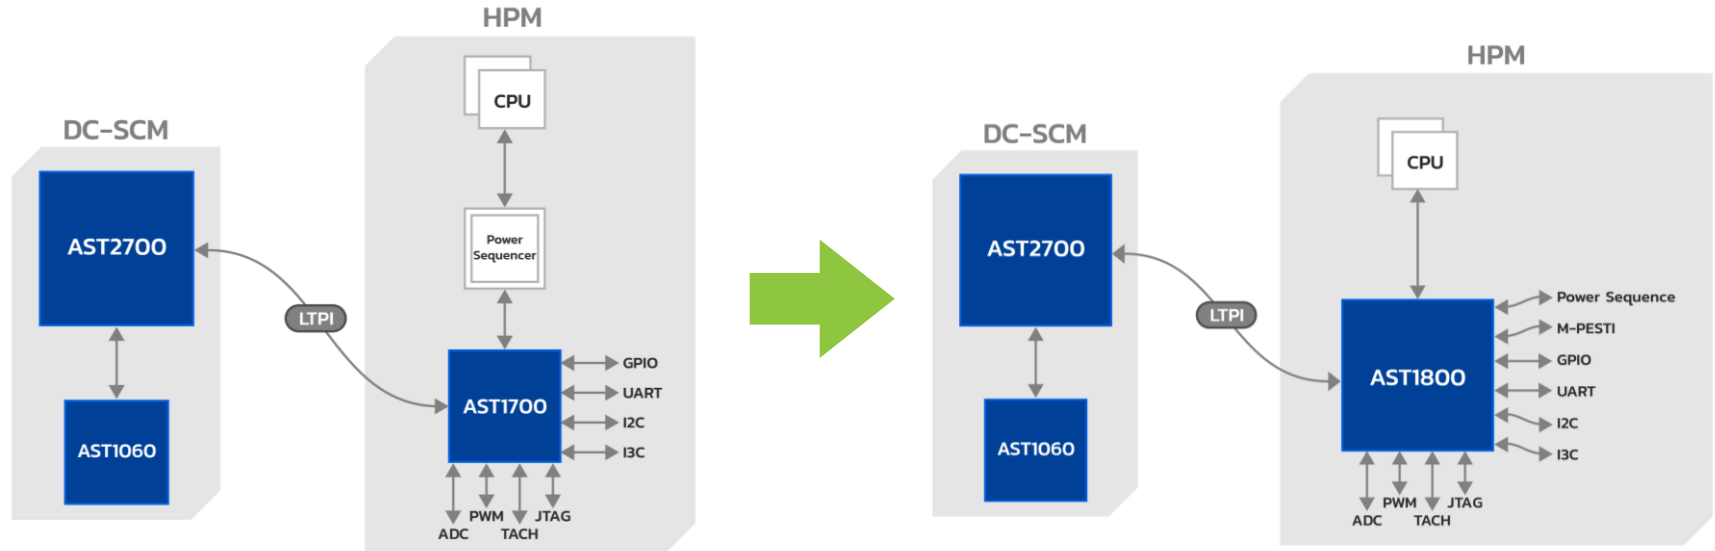 HPM
DC-SCM
CPU
AST2700
Power
Sequencer
LTPI
GPIO
AST1700
UART
I2C
AST1060
I3C
PWM
JTAG
ADC
TACH
HPM
DC-SCM
CPU
AST2700
Power Sequence
LTPI
M-PESTI
GPIO
AST1800
UART
I2C
AST1060
I3C
PWM
JTAG
ADC
TACH